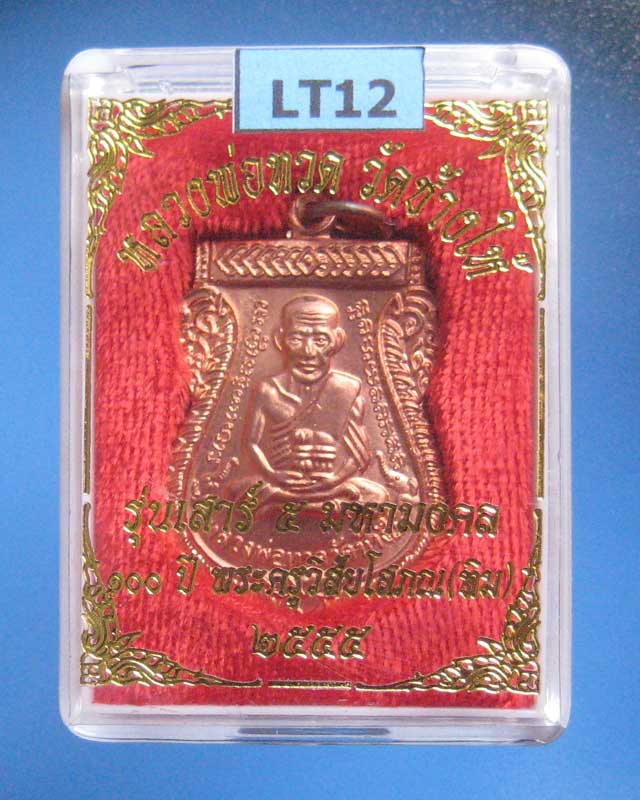 LT12
หลวงพ่อทวด วัดช้างให้
รุ่นเสาร์ ๕ มหามงคล
๑๐๐ ปี พระครูวิสัยโสภณ(ทิม)
๒๕๕๕